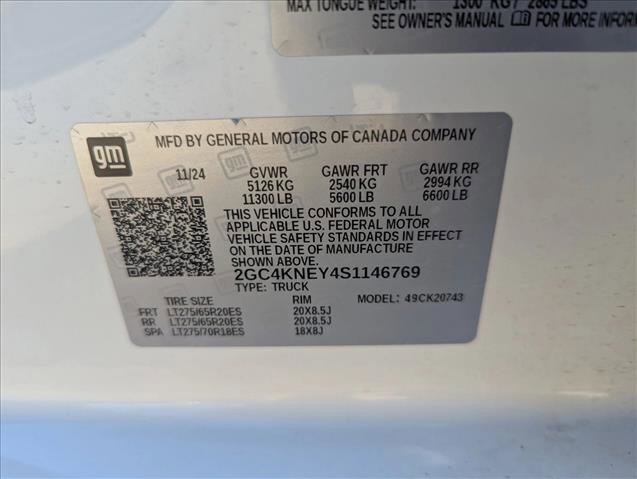 MAX TONGUE WEIGHT: 1300 KG / 2865 LBS
SEE OWNER'S MANUAL FOR MORE INFORM
gm
MFD BY GENERAL MOTORS OF CANADA COMPANY
11/24 GVWR GAWR FRT GAWR RR
5126 KG 2540 KG 2994 KG
11300 LB 5600 LB 6600 LB
THIS VEHICLE CONFORMS TO ALL
APPLICABLE U.S. FEDERAL MOTOR
VEHICLE SAFETY STANDARDS IN EFFECT
ON THE DATE OF MANUFACTURE
SHOWN ABOVE.
2GC4KNEY4S1146769
TYPE: TRUCK
TIRE SIZE RIM MODEL: 49CK20743
FRT LT275/65R20ES 20X8.5J
RR LT275/65R20ES 20X8.5J
SPA LT275/70R18ES 18X8J